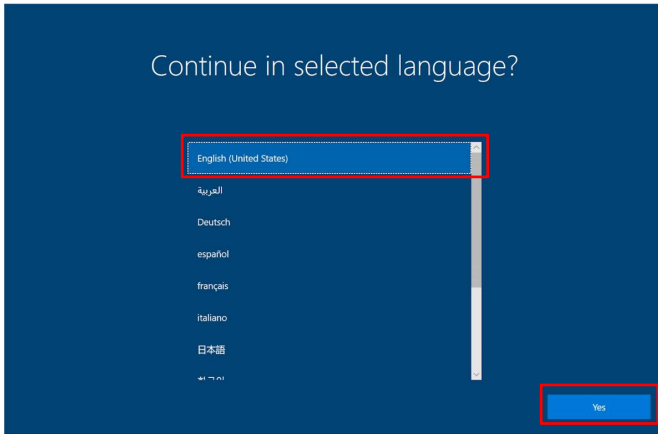 Continue in selected language?
English (United States)
العربية
Deutsch
español
français
italiano
日本語
Yes